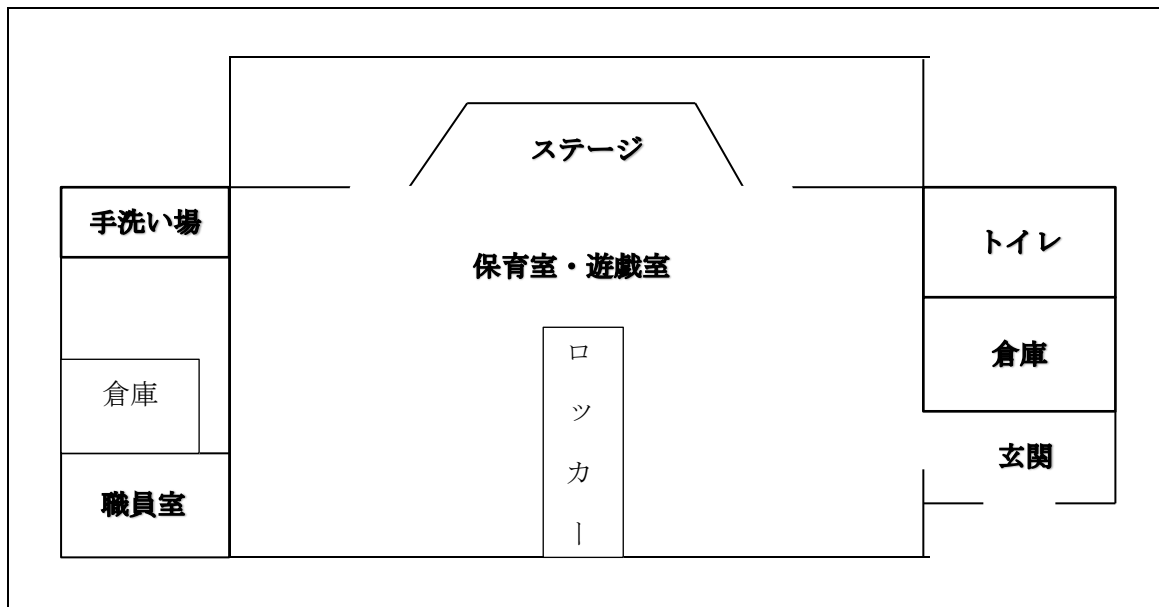 ステージ
手洗い場
トイレ
保育室・遊戯室
ロッカー
倉庫
倉庫
玄関
職員室